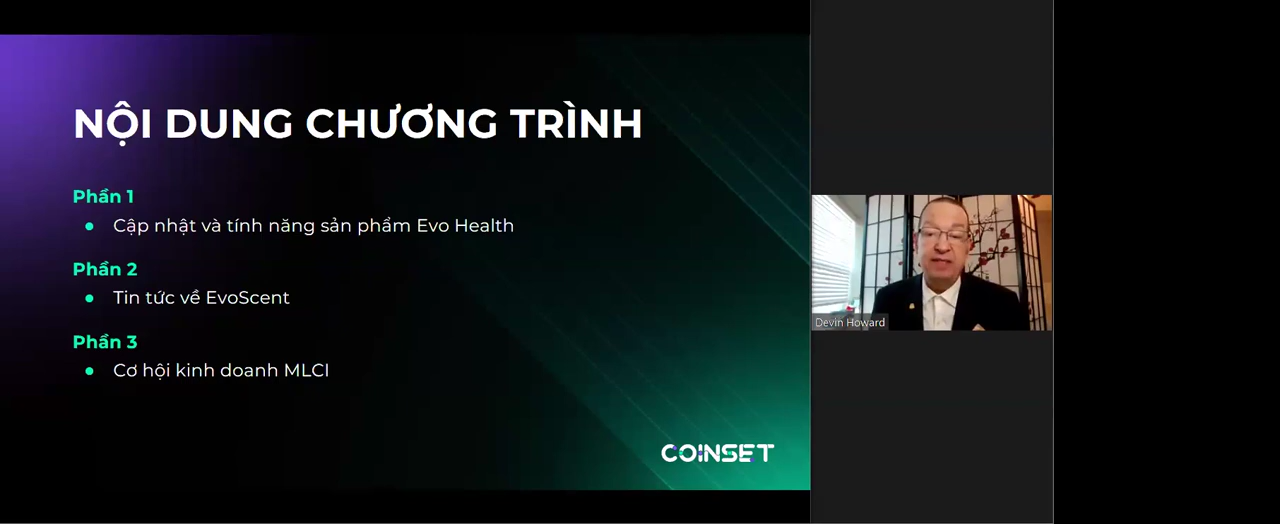 NỘI DUNG CHƯƠNG TRÌNH
Phần 1
Cập nhật và tính năng sản phẩm Evo Health
Phần 2
Tin tức về EvoScent
Phần 3
Cơ hội kinh doanh MLCI
COINSET
Devin Howard